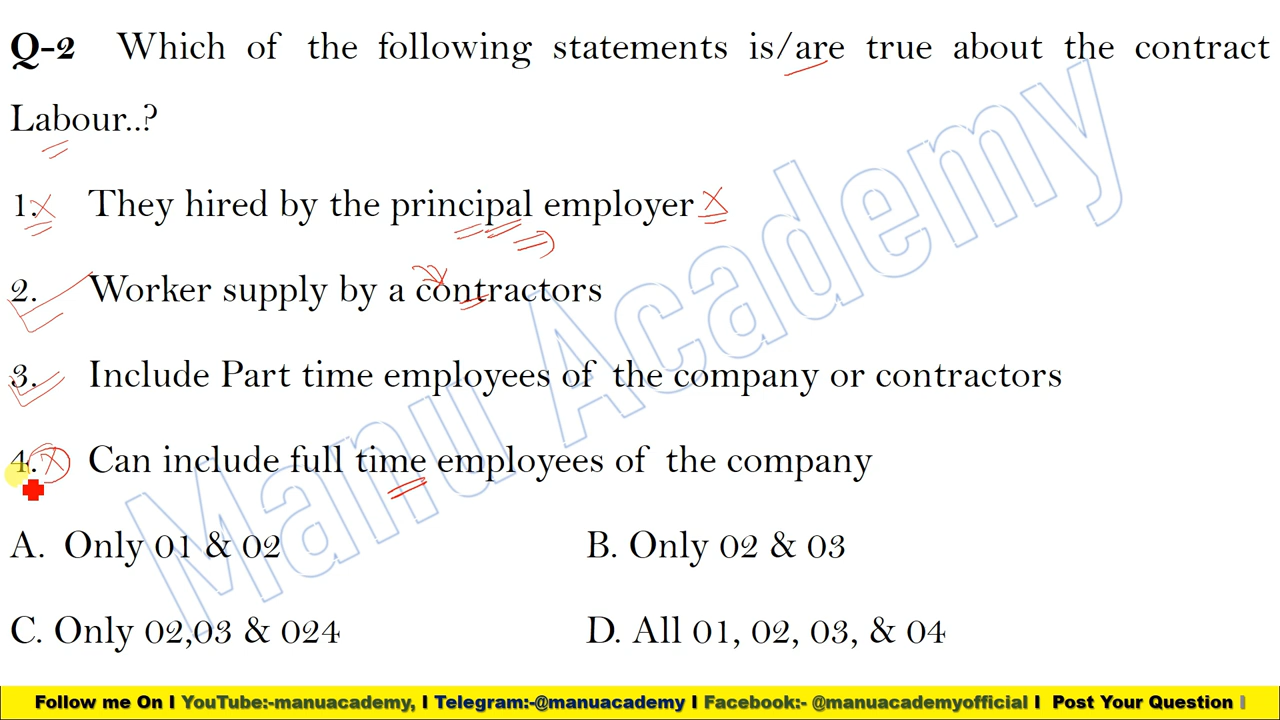 Q-2 Which of the following statements is/are true about the contract
Labour..?
1. They hired by the principal employer
2. Worker supply by a contractors
3. Include Part time employees of the company or contractors
4. Can include full time employees of the company
A. Only 01 & 02 B. Only 02 & 03
C. Only 02,03 & 024 D. All 01, 02, 03, & 04
Manu Academy
Follow me On I YouTube:-manuacademy, I Telegram:-@manuacademy I Facebook:- @manuacademyofficial I Post Your Question I